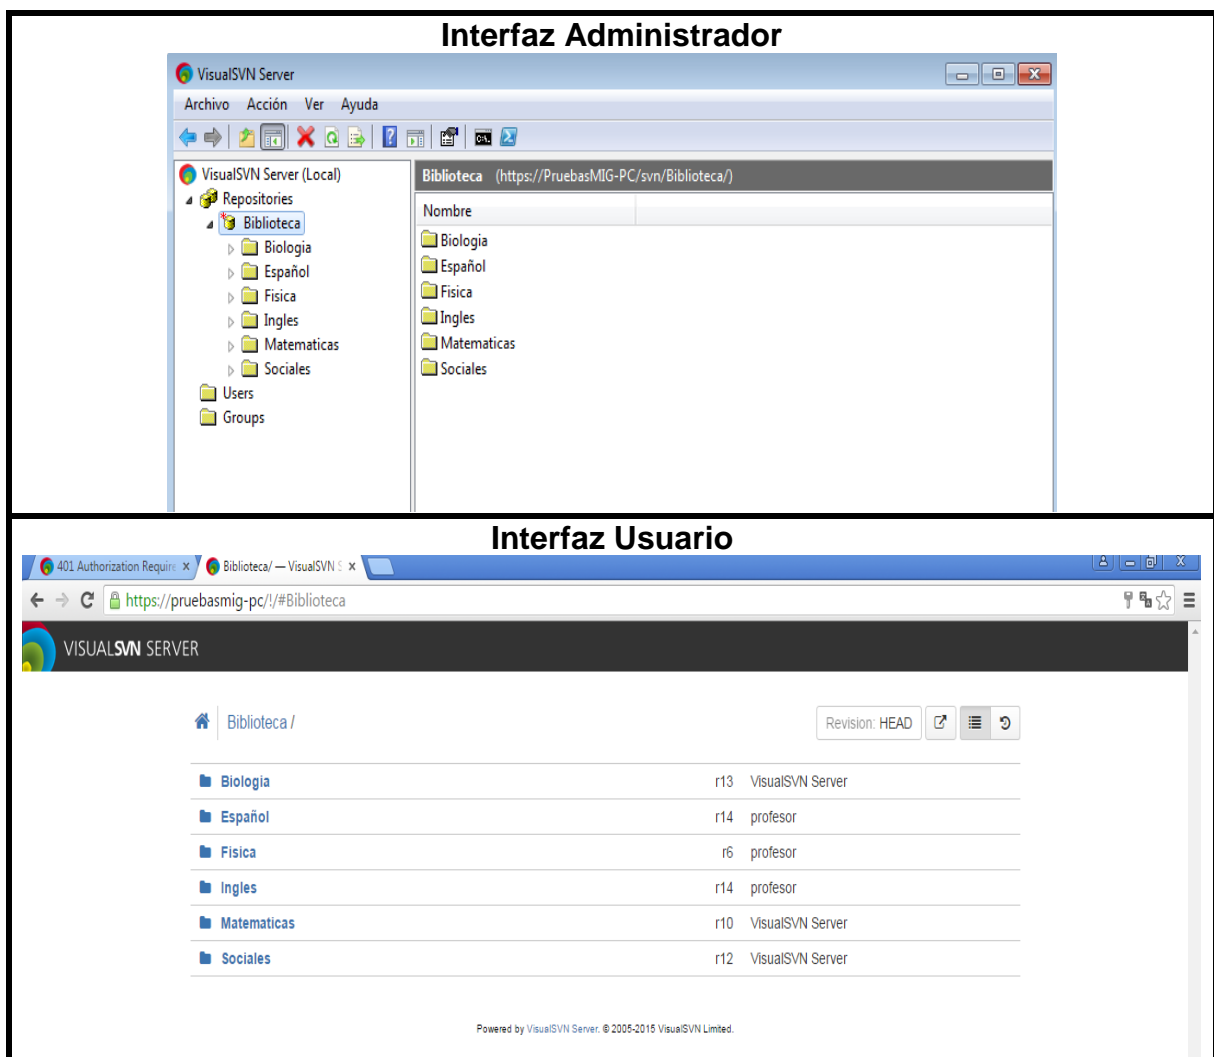 Interfaz Administrador
VisualSVN Server
Archivo Acción Ver Ayuda
VisualSVN Server (Local)
Repositories
Biblioteca
Biologia
Español
Fisica
Ingles
Matematicas
Sociales
Users
Groups
Biblioteca (https://PruebasMIG-PC/svn/Biblioteca/)
Nombre
Biologia
Español
Fisica
Ingles
Matematicas
Sociales
Interfaz Usuario
401 Authorization Require
Biblioteca/ — VisualSVN S
https://pruebasmig-pc/!/#Biblioteca
VISUALSVN SERVER
Biblioteca /
Revision: HEAD
Biologia r13 VisualSVN Server
Español r14 profesor
Fisica r6 profesor
Ingles r14 profesor
Matematicas r10 VisualSVN Server
Sociales r12 VisualSVN Server
Powered by VisualSVN Server. © 2005-2015 VisualSVN Limited.